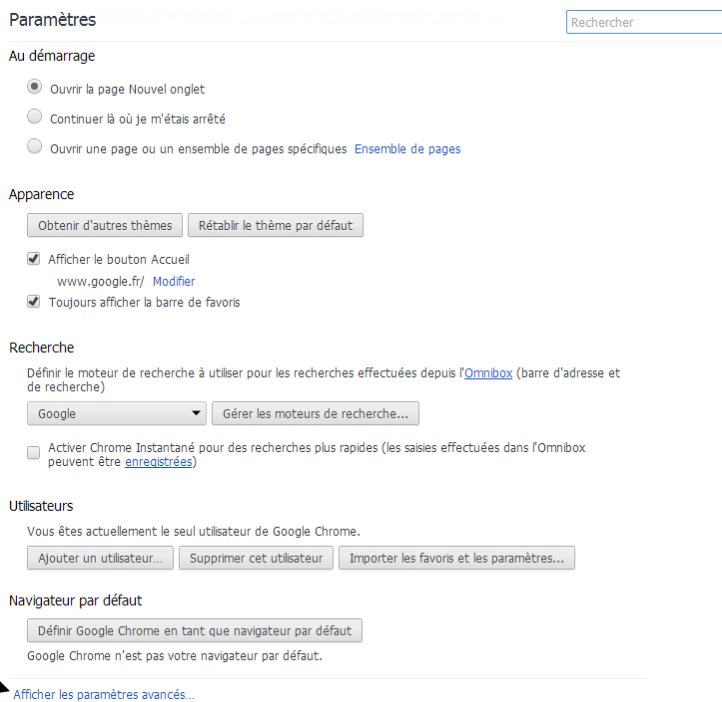 Paramètres
Rechercher
Au démarrage
Ouvrir la page Nouvel onglet
Continuer là où je m'étais arrêté
Ouvrir une page ou un ensemble de pages spécifiques Ensemble de pages
Apparence
Obtenir d'autres thèmes Rétablir le thème par défaut
Afficher le bouton Accueil
www.google.fr/ Modifier
Toujours afficher la barre de favoris
Recherche
Définir le moteur de recherche à utiliser pour les recherches effectuées depuis l'Omnibox (barre d'adresse et
de recherche)
Google Gérer les moteurs de recherche...
Activer Chrome Instantané pour des recherches plus rapides (les saisies effectuées dans l'Omnibox
peuvent être enregistrées)
Utilisateurs
Vous êtes actuellement le seul utilisateur de Google Chrome.
Ajouter un utilisateur... Supprimer cet utilisateur Importer les favoris et les paramètres...
Navigateur par défaut
Définir Google Chrome en tant que navigateur par défaut
Google Chrome n'est pas votre navigateur par défaut.
Afficher les paramètres avancés...